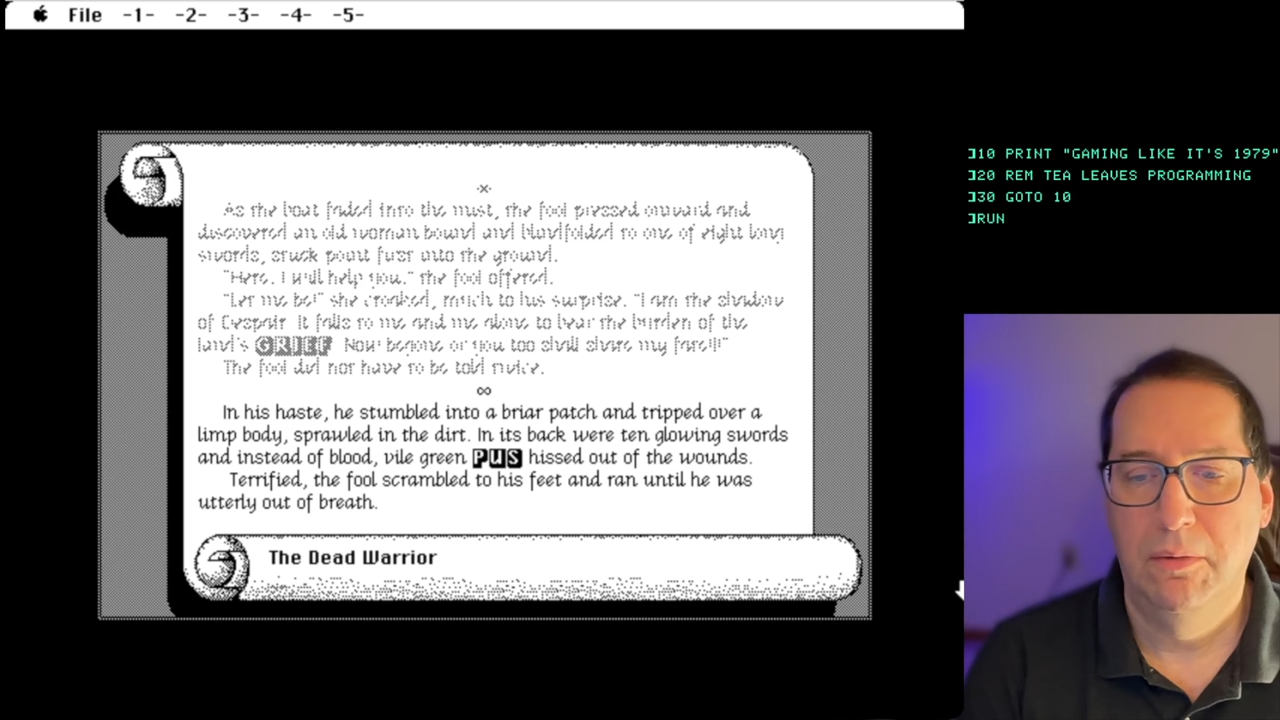 File -1- -2- -3- -4- -5-
As the boat faded into the mist, the fool pressed onward and
discovered an old woman bound and blindfolded to one of eight long
swords, stuck point first into the ground.
"Here. I will help you." the fool offered.
"Let me be!" she croaked, much to his surprise. "I am the shadow
of Despair. It falls to me and me alone to bear the burden of the
land's GRIEF. Now begone or you too shall share my fate!!!"
The fool did not have to be told twice.
∞
In his haste, he stumbled into a briar patch and tripped over a
limp body, sprawled in the dirt. In its back were ten glowing swords
and instead of blood, vile green PUS hissed out of the wounds.
Terrified, the fool scrambled to his feet and ran until he was
utterly out of breath.
The Dead Warrior
]10 PRINT "GAMING LIKE IT'S 1979"
]20 REM TEA LEAVES PROGRAMMING
]30 GOTO 10
]RUN